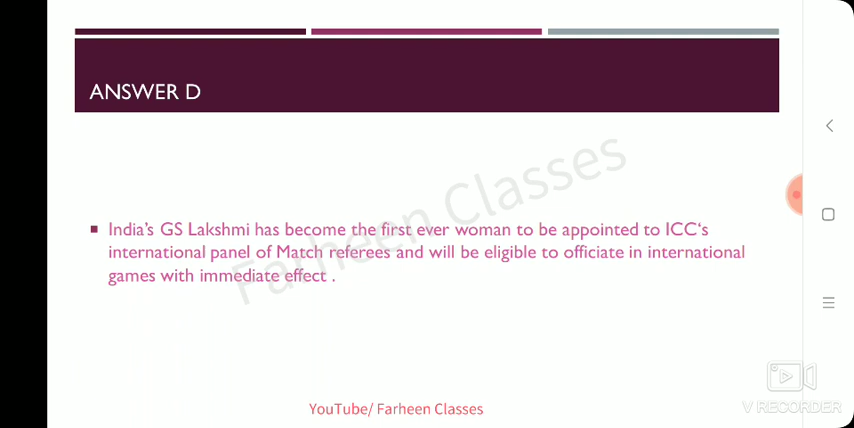 ANSWER D
India's GS Lakshmi has become the first ever woman to be appointed to ICC's
international panel of Match referees and will be eligible to officiate in international
games with immediate effect .
Farheen Classes
YouTube/ Farheen Classes
V RECORDER